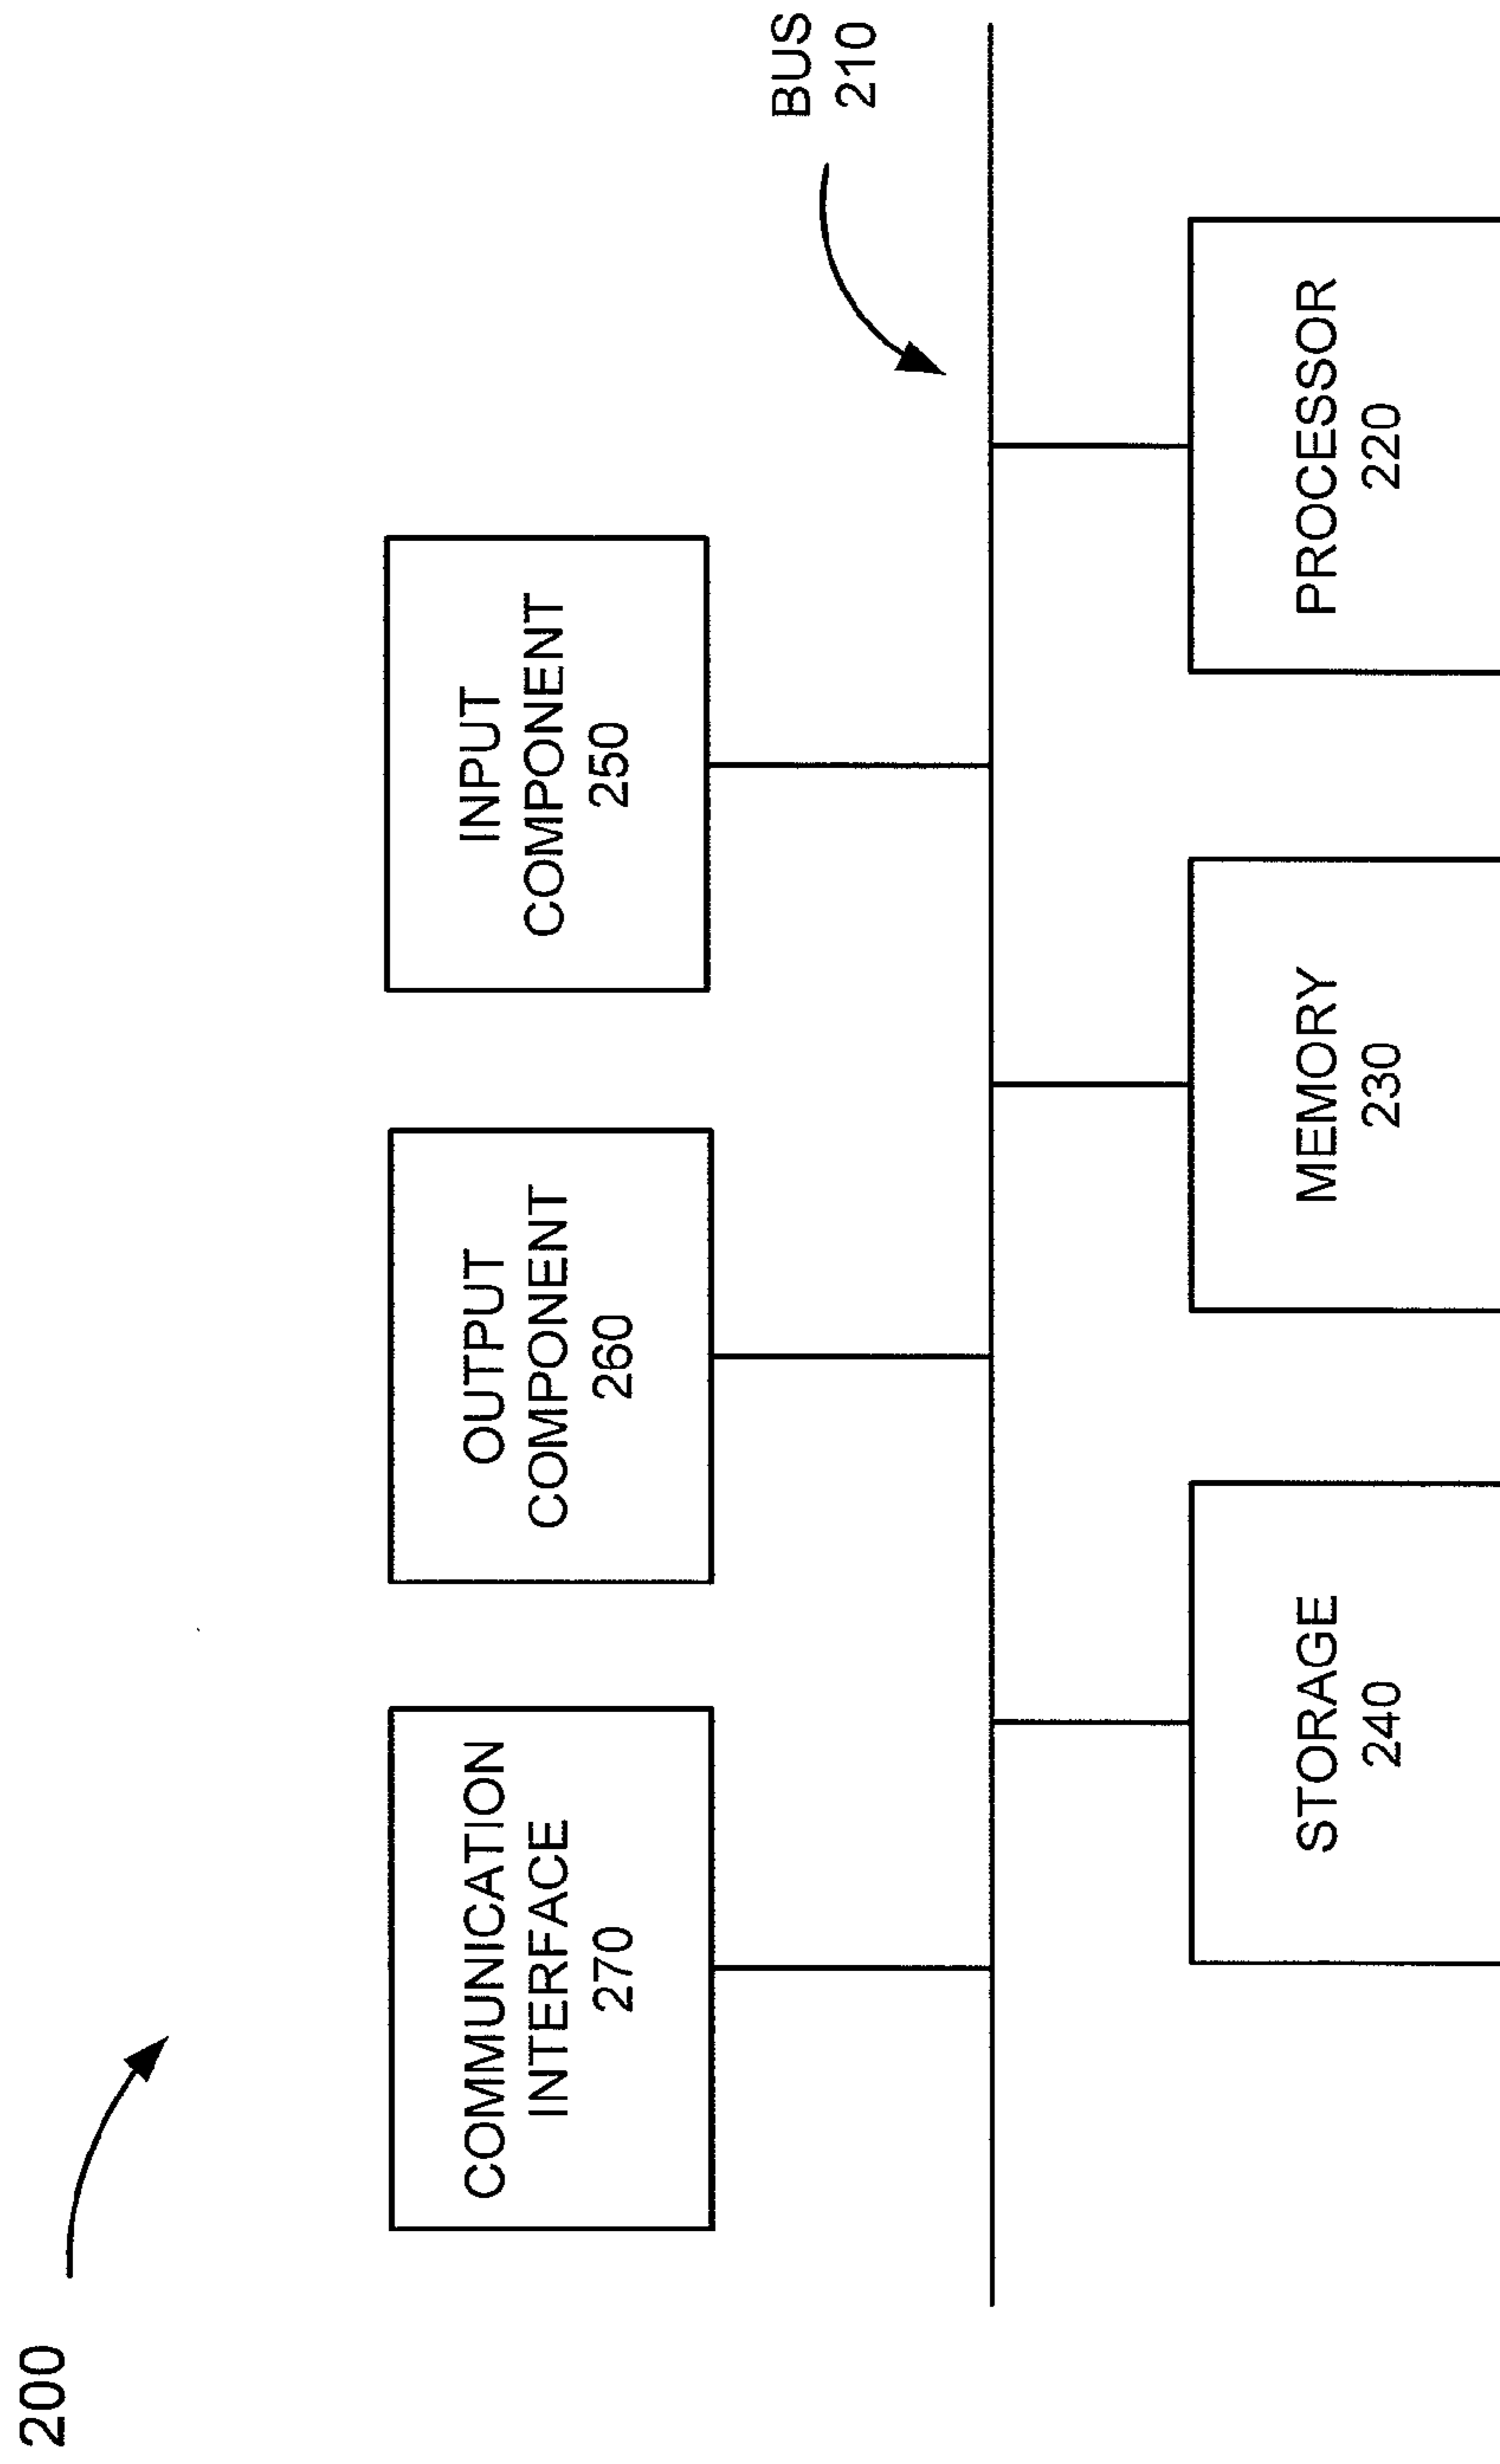 200
COMMUNICATION
INTERFACE
270
OUTPUT
COMPONENT
260
INPUT
COMPONENT
250
BUS
210
STORAGE
240
MEMORY
230
PROCESSOR
220